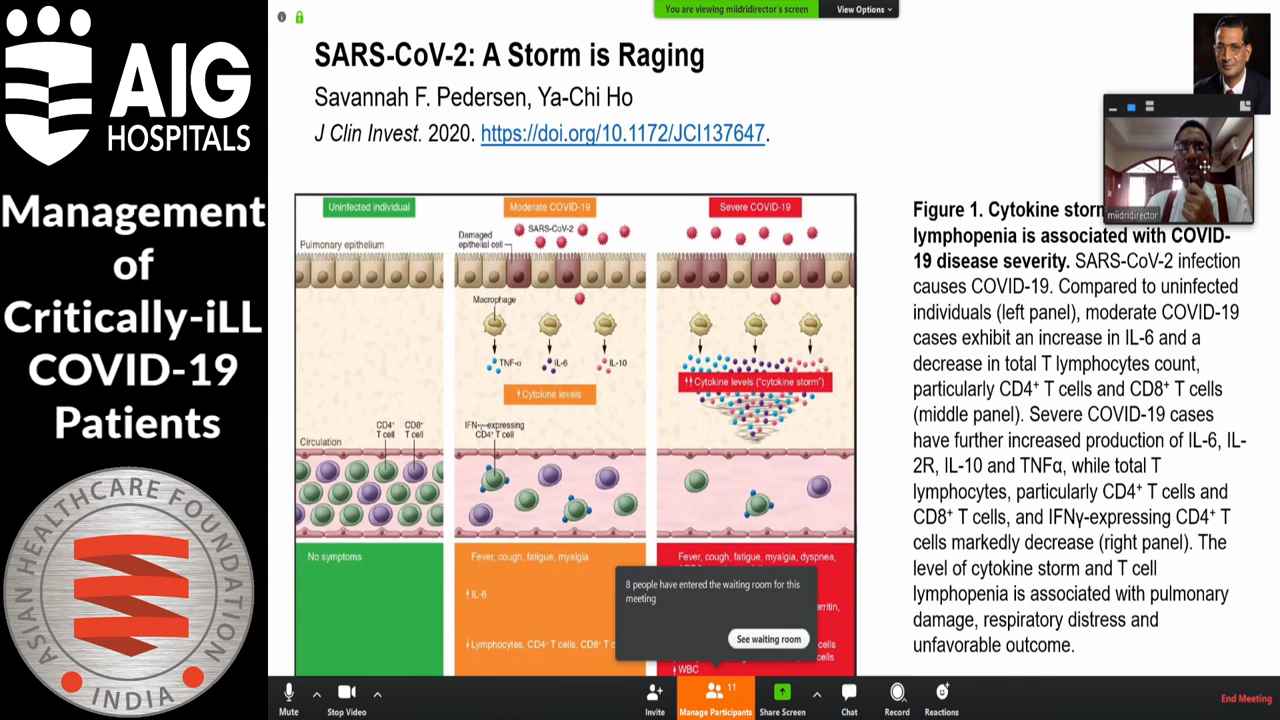 AIG
HOSPITALS
Management
of
Critically-iLL
COVID-19
Patients
ASIAN HEALTHCARE FOUNDATION
INDIA
You are viewing miidridirector's screen
View Options
SARS-CoV-2: A Storm is Raging
Savannah F. Pedersen, Ya-Chi Ho
J Clin Invest. 2020. https://doi.org/10.1172/JCI137647.
miidridirector
Uninfected individual
Moderate COVID-19
Severe COVID-19
Pulmonary epithelium
Damaged
epithelial cell
SARS-CoV-2
Macrophage
TNF-α
IL-6
IL-10
Cytokine levels
Cytokine levels ("cytokine storm")
Circulation
CD4+
T cell
CD8+
T cell
IFN-γ–expressing
CD4+ T cell
No symptoms
Fever, cough, fatigue, myalgia
IL-6
Lymphocytes, CD4+ T cells, CD8+ T c
Fever, cough, fatigue, myalgia, dyspnea,
erritin,
cells
cells
WBC
Figure 1. Cytokine storm
lymphopenia is associated with COVID-
19 disease severity. SARS-CoV-2 infection
causes COVID-19. Compared to uninfected
individuals (left panel), moderate COVID-19
cases exhibit an increase in IL-6 and a
decrease in total T lymphocytes count,
particularly CD4+ T cells and CD8+ T cells
(middle panel). Severe COVID-19 cases
have further increased production of IL-6, IL-
2R, IL-10 and TNFα, while total T
lymphocytes, particularly CD4+ T cells and
CD8+ T cells, and IFNγ-expressing CD4+ T
cells markedly decrease (right panel). The
level of cytokine storm and T cell
lymphopenia is associated with pulmonary
damage, respiratory distress and
unfavorable outcome.
8 people have entered the waiting room for this
meeting
See waiting room
Mute
Stop Video
Invite
11
Manage Participants
Share Screen
Chat
Record
Reactions
End Meeting